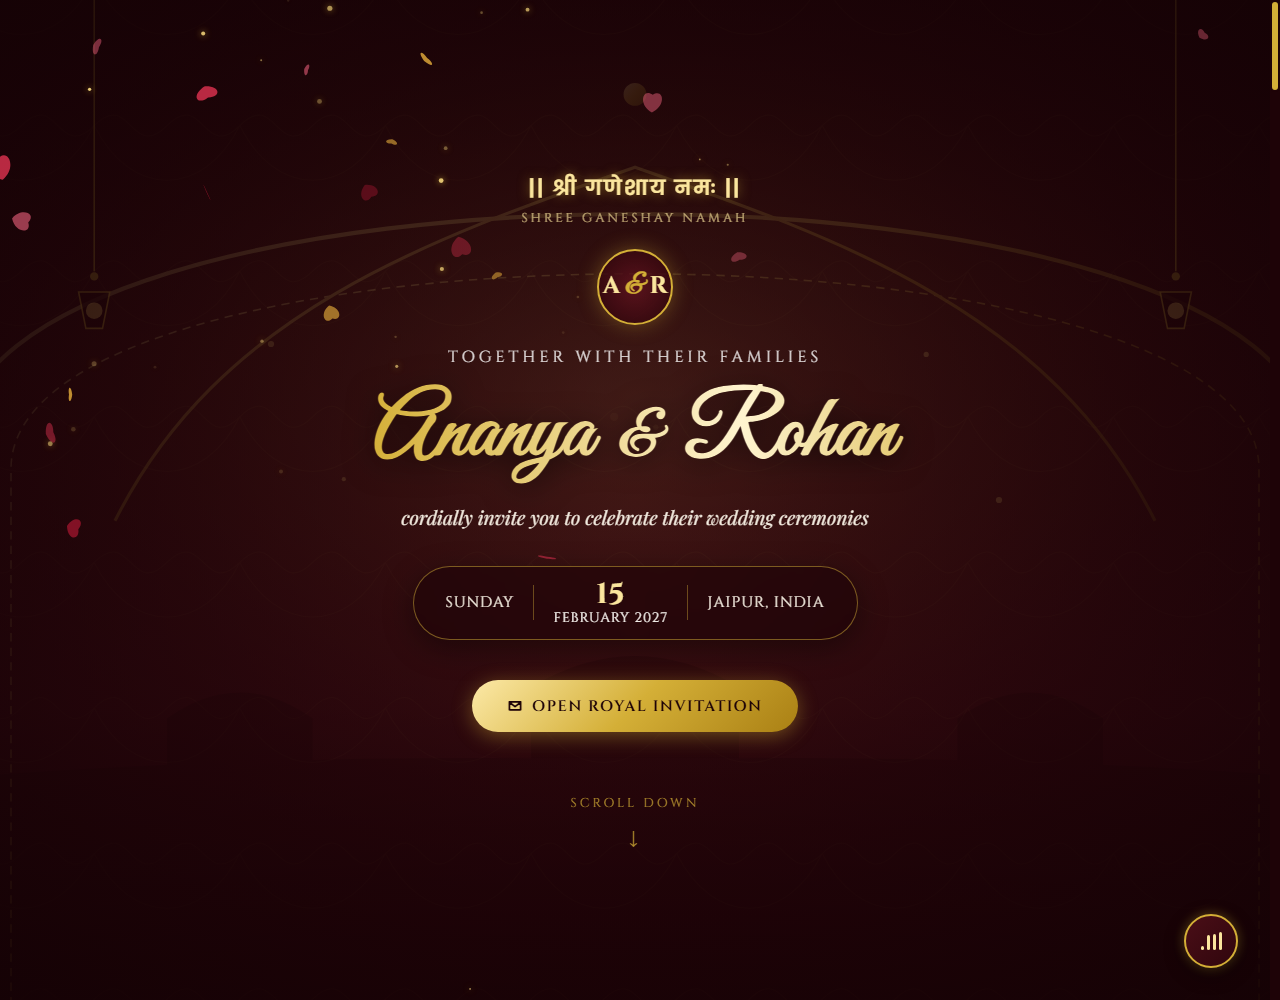 || श्री गणेशाय नमः ||
SHREE GANESHAY NAMAH
A & R
TOGETHER WITH THEIR FAMILIES
Ananya & Rohan
cordially invite you to celebrate their wedding ceremonies
SUNDAY
15
FEBRUARY 2027
JAIPUR, INDIA
OPEN ROYAL INVITATION
SCROLL DOWN
↓